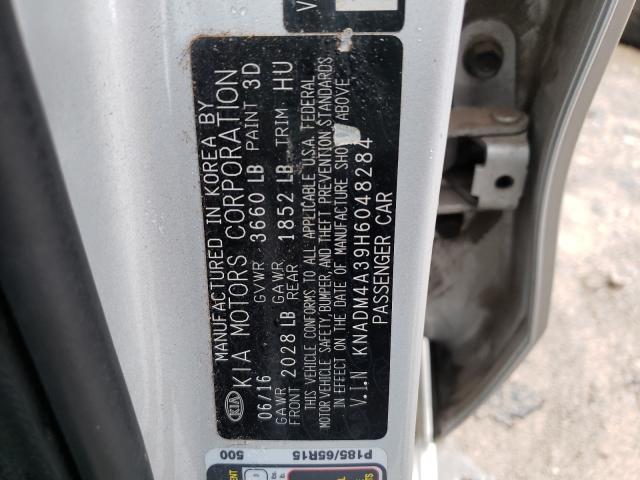 MANUFACTURED IN KOREA BY
KIA KIA MOTORS CORPORATION
06/16 GVWR 3660 LB PAINT 3D
GAWR FRONT 2028 LB GAWR REAR 1852 LB TRIM HU
THIS VEHICLE CONFORMS TO ALL APPLICABLE U.S.A. FEDERAL
MOTOR VEHICLE SAFETY, BUMPER, AND THEFT PREVENTION STANDARDS
IN EFFECT ON THE DATE OF MANUFACTURE SHOWN ABOVE
V.I.N KNADM4A39H6048284
PASSENGER CAR
P185/65R15
500
V